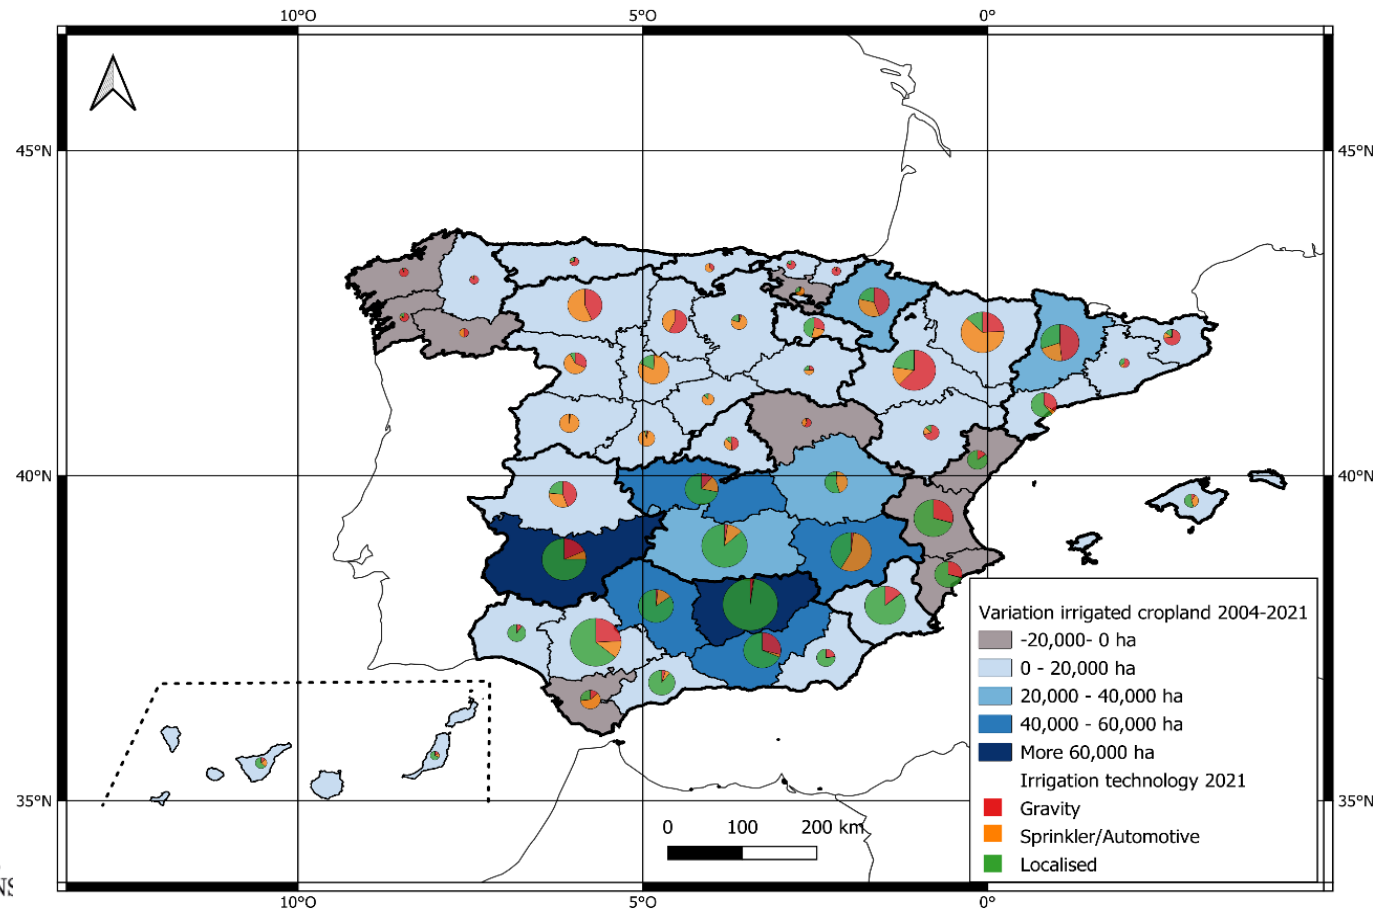 10°O 5°O 0°
45°N 45°N
40°N 40°N
Variation irrigated cropland 2004-2021
-20,000- 0 ha
0 - 20,000 ha
20,000 - 40,000 ha
40,000 - 60,000 ha
More 60,000 ha
Irrigation technology 2021
35°N 35°N
Gravity
0 100 200 km
Sprinkler/Automotive
Localised
10°O 5°O 0°